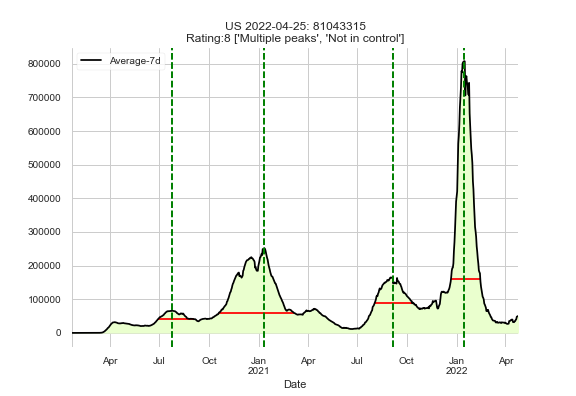 US 2022-04-25: 81043315
Rating:8 ['Multiple peaks', 'Not in control']
Average-7d
800000
700000
600000
500000
400000
300000
200000
100000
0
Apr Jul Oct Jan Apr Jul Oct Jan Apr
2021 2022
Date